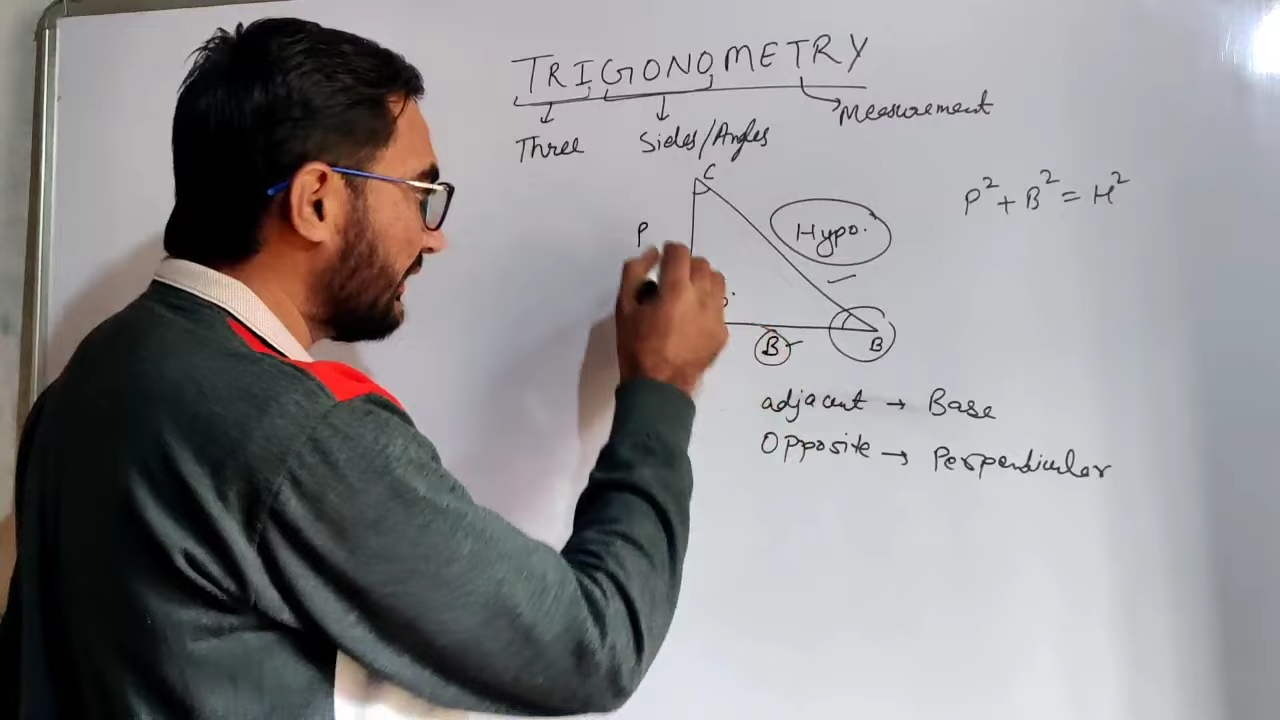 TRIGONOMETRY
Three Sides/Angles Measurement
C
P Hypo. P² + B² = H²
B B
adjacent → Base
Opposite → Perpendicular